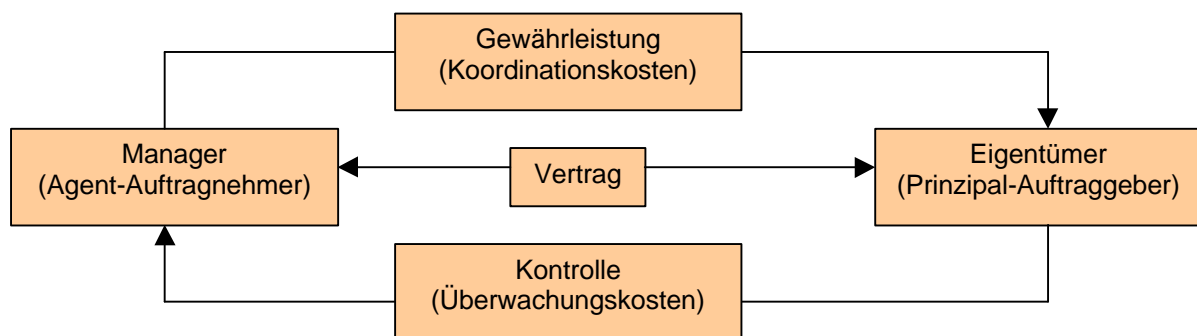 Gewährleistung
(Koordinationskosten)
Manager
(Agent-Auftragnehmer)
Vertrag
Eigentümer
(Prinzipal-Auftraggeber)
Kontrolle
(Überwachungskosten)